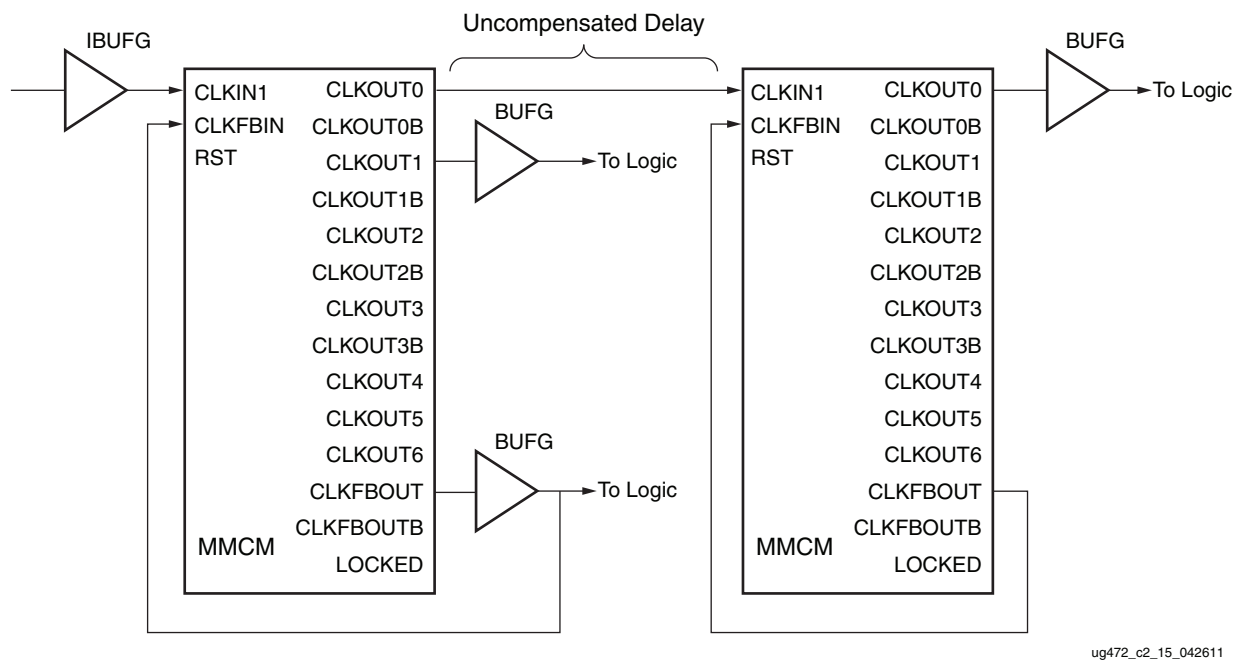 Uncompensated Delay
IBUFG
BUFG
CLKIN1
CLKFBIN
RST
CLKOUT0
CLKOUT0B
CLKOUT1
CLKOUT1B
CLKOUT2
CLKOUT2B
CLKOUT3
CLKOUT3B
CLKOUT4
CLKOUT5
CLKOUT6
CLKFBOUT
CLKFBOUTB
LOCKED
MMCM
BUFG
To Logic
BUFG
To Logic
CLKIN1
CLKFBIN
RST
CLKOUT0
CLKOUT0B
CLKOUT1
CLKOUT1B
CLKOUT2
CLKOUT2B
CLKOUT3
CLKOUT3B
CLKOUT4
CLKOUT5
CLKOUT6
CLKFBOUT
CLKFBOUTB
LOCKED
MMCM
To Logic
ug472_c2_15_042611